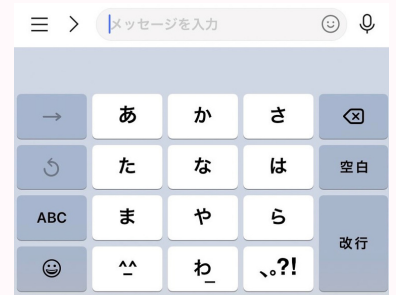 メッセージを入力
→ あ か さ
た な は 空白
ABC ま や ら
改行
^_^ わ_ 、。?!